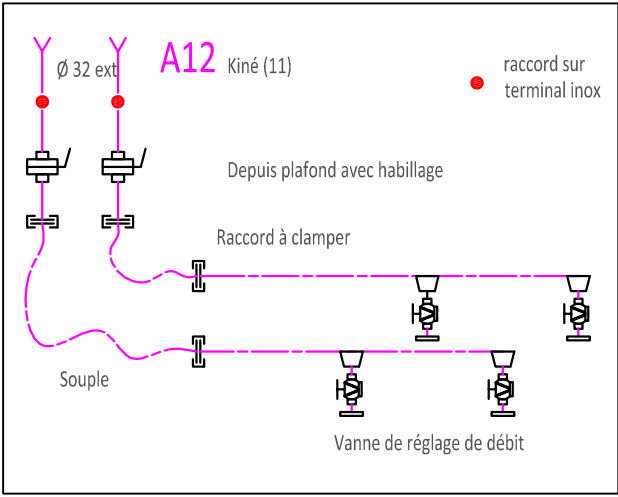 Ø 32 ext
A12 Kiné (11)
raccord sur
terminal inox
Depuis plafond avec habillage
Raccord à clamper
Souple
Vanne de réglage de débit